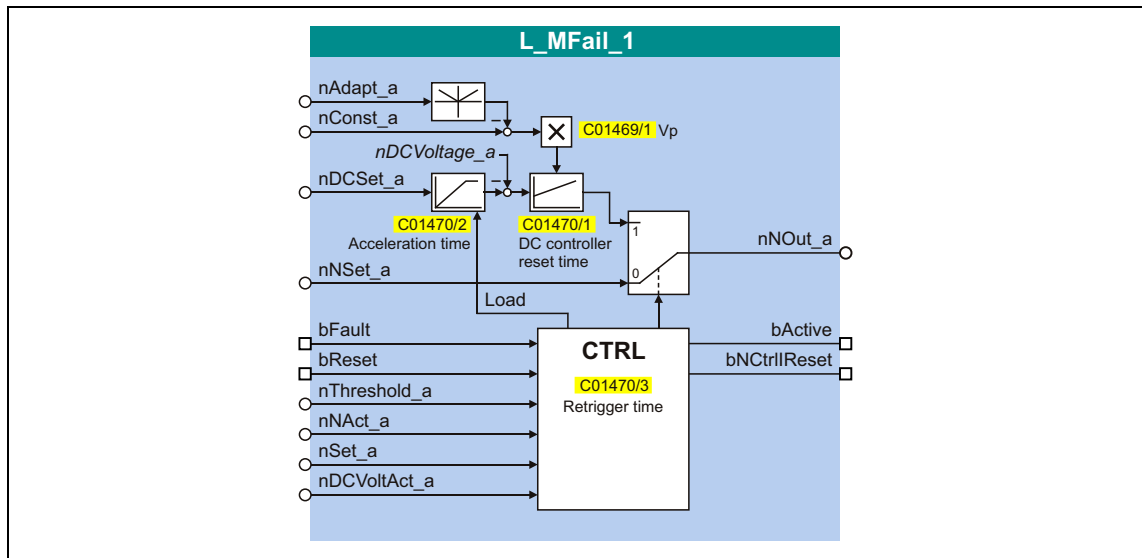 L_MFail_1
nAdapt_a
nConst_a
C01469/1 Vp
nDCVoltage_a
nDCSet_a
C01470/2
Acceleration time
C01470/1
DC controller
reset time
1
nNOut_a
nNSet_a
0
Load
bFault
bReset
nThreshold_a
nNAct_a
nSet_a
nDCVoltAct_a
CTRL
C01470/3
Retrigger time
bActive
bNCtrlIReset